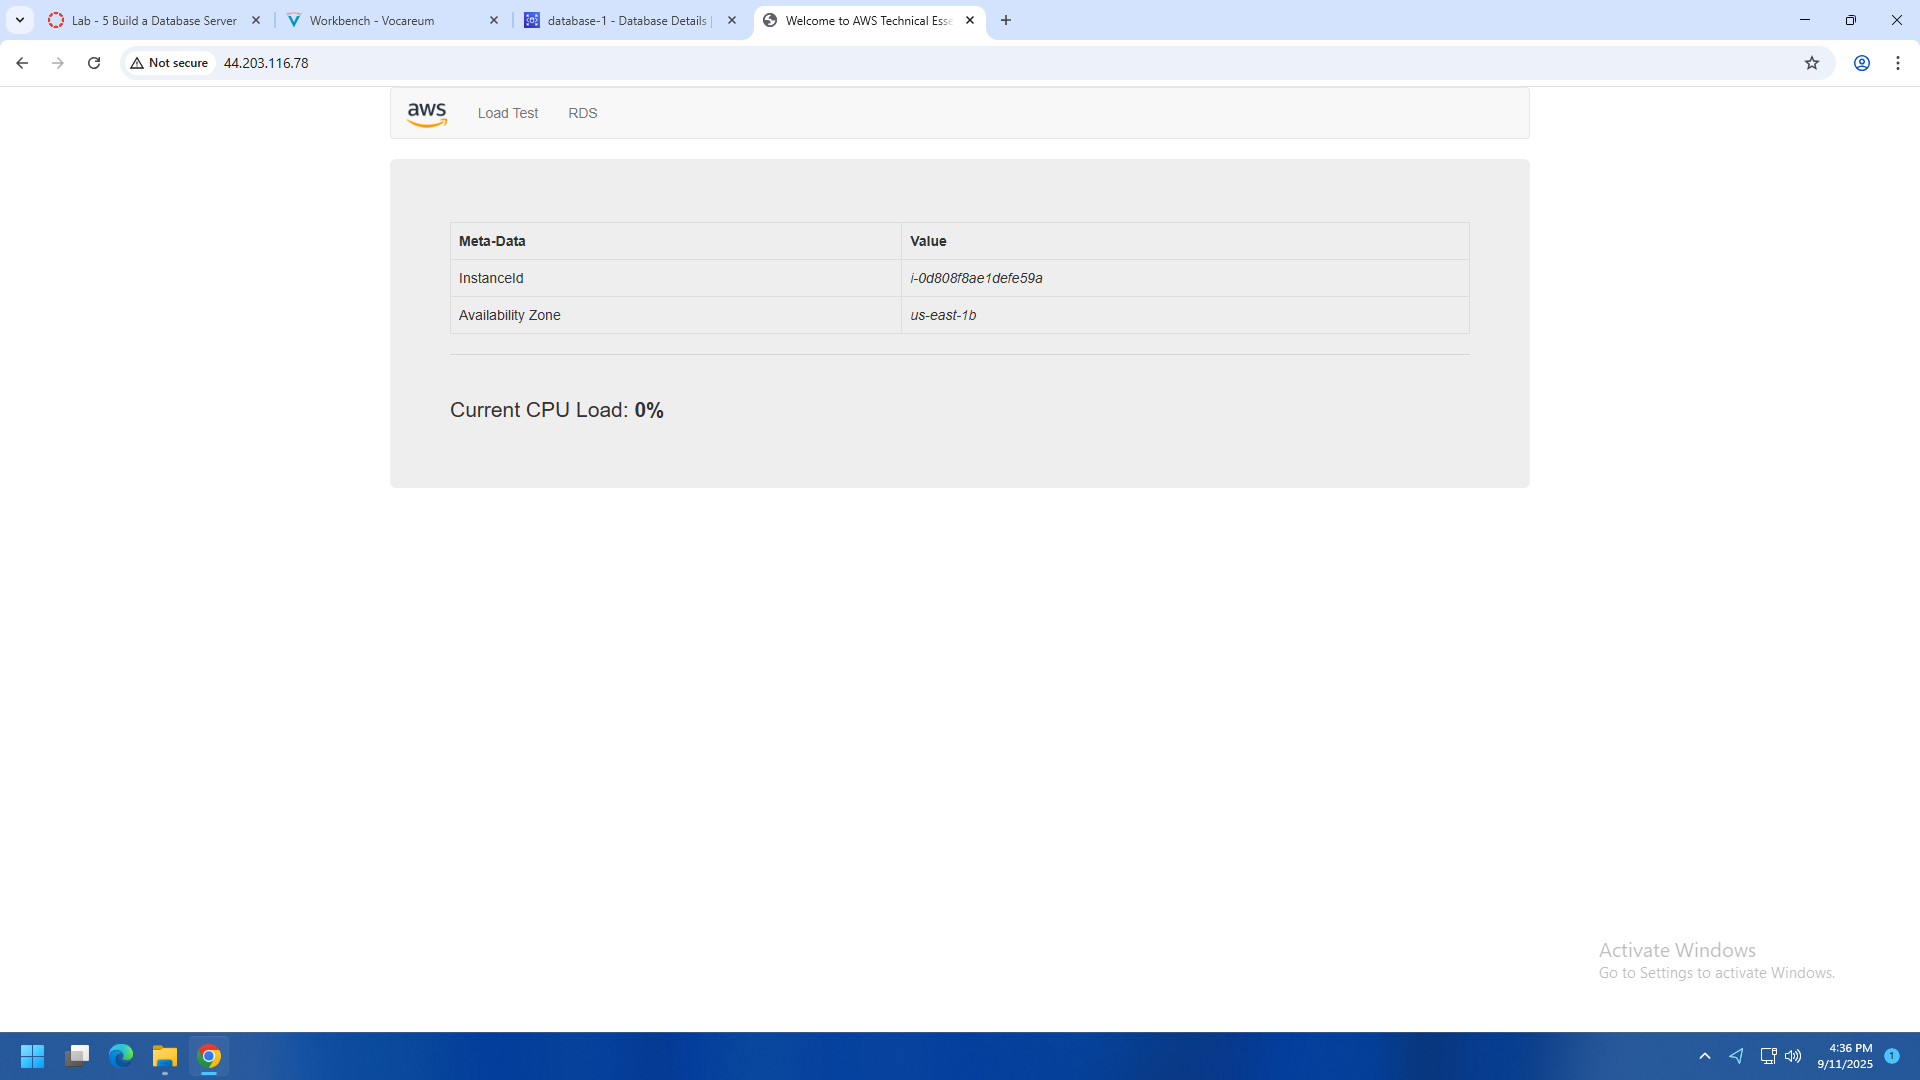 Lab - 5 Build a Database Server
Workbench - Vocareum
database-1 - Database Details
Welcome to AWS Technical Esse
Not secure
44.203.116.78
aws
Load Test
RDS
Meta-Data Value
InstanceId i-0d808f8ae1defe59a
Availability Zone us-east-1b
Current CPU Load: 0%
Activate Windows
Go to Settings to activate Windows.
4:36 PM
9/11/2025
1